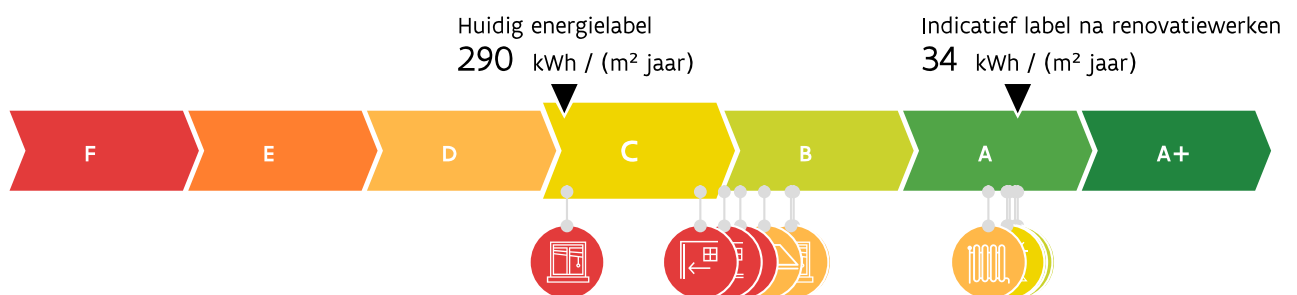 Huidig energielabel
290 kWh / (m² jaar)
Indicatief label na renovatiewerken
34 kWh / (m² jaar)
F E D C B A A+